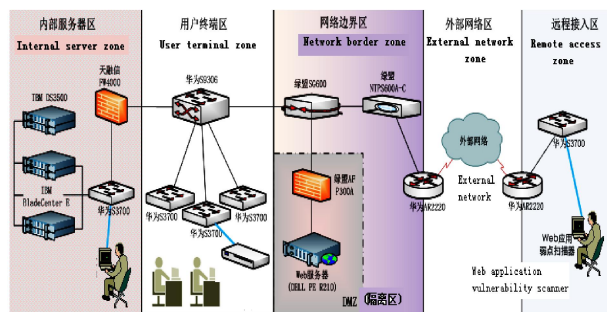 内部服务器区
Internal server zone
用户终端区
User terminal zone
网络边界区
Network border zone
外部网络区
External network
zone
远程接入区
Remote access
zone
天融信
FW4000
IBM DS3500
IBM
BladeCenter E
华为S3700
华为S9306
华为S3700
华为S3700
华为S3700
绿盟SG600
绿盟
NIPS600A-C
绿盟AF
P300A
Web服务器
(DELL PE R210)
DMZ (隔离区)
外部网络
External
network
华为AR2220
华为AR2220
华为S3700
Web应用
弱点扫描器
Web application
vulnerability scanner